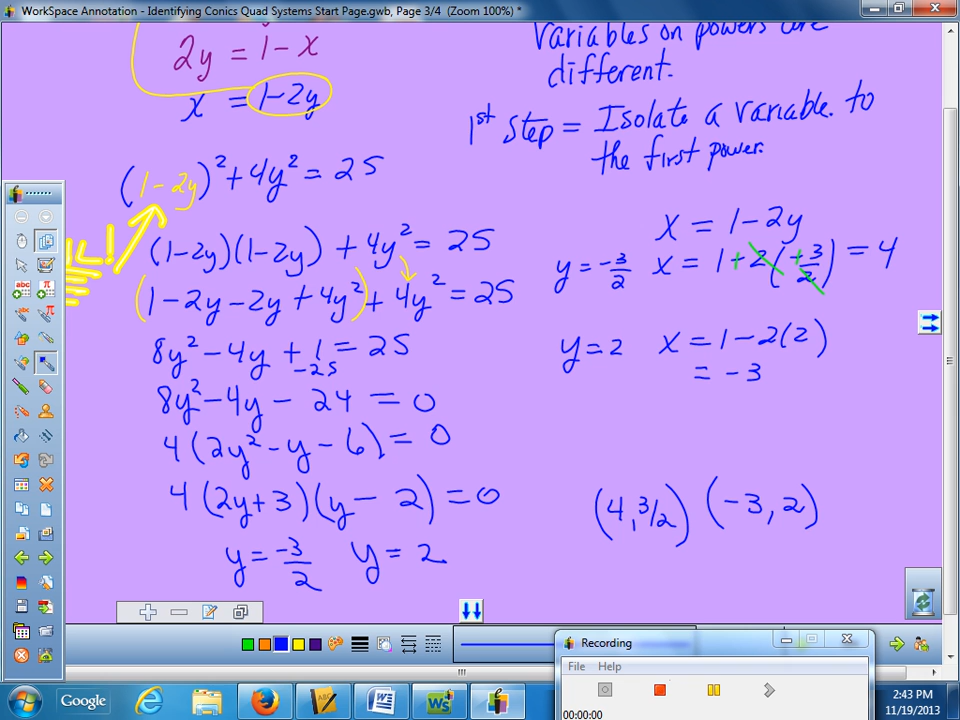 WorkSpace Annotation - Identifying Conics Quad Systems Start Page.gwb, Page 3/4 (Zoom 100%) *
2y = 1 - x
x = 1-2y
(1-2y)² + 4y² = 25
(1-2y)(1-2y) + 4y² = 25
(1-2y-2y+4y²) + 4y² = 25
8y² - 4y + 1 = 25
-25
8y² - 4y - 24 = 0
4(2y² - y - 6) = 0
4(2y+3)(y-2) = 0
y = -3/2 y = 2
Variables on powers are
different.
1st Step = Isolate a variable to
the first power.
x = 1-2y
y = -3/2 x = 1 + 2(+3/2) = 4
y = 2 x = 1-2(2)
= -3
(4, 3/2) (-3, 2)
abc
Recording
File Help
00:00:00
Google
2:43 PM
11/19/2013